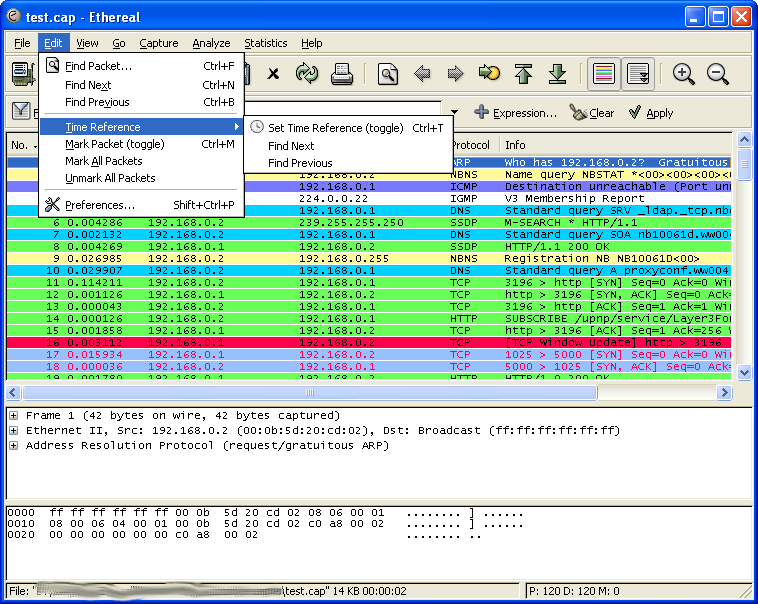 test.cap - Ethereal
File Edit View Go Capture Analyze Statistics Help
Find Packet... Ctrl+F
Find Next Ctrl+N
Find Previous Ctrl+B
Time Reference
Mark Packet (toggle) Ctrl+M
Mark All Packets
Unmark All Packets
Preferences... Shift+Ctrl+P
Set Time Reference (toggle) Ctrl+T
Find Next
Find Previous
Expression... Clear Apply
No. . Protocol Info
ARP Who has 192.168.0.2? Gratuitous
192.168.0.2 NBNS Name query NBSTAT *<00><00><00>
192.168.0.1 ICMP Destination unreachable (Port un
224.0.0.22 IGMP V3 Membership Report
192.168.0.1 DNS Standard query SRV _ldap._tcp.nb
6 0.004286 192.168.0.2 239.255.255.250 SSDP M-SEARCH * HTTP/1.1
7 0.002132 192.168.0.2 192.168.0.1 DNS Standard query SOA nb10061d.ww00
8 0.004269 192.168.0.1 192.168.0.2 SSDP HTTP/1.1 200 OK
9 0.026985 192.168.0.2 192.168.0.255 NBNS Registration NB NB10061D<00>
10 0.029907 192.168.0.2 192.168.0.1 DNS Standard query A proxyconf.ww004
11 0.114211 192.168.0.2 192.168.0.1 TCP 3196 > http [SYN] Seq=0 Ack=0 Wi
12 0.001126 192.168.0.1 192.168.0.2 TCP http > 3196 [SYN, ACK] Seq=0 Ack
13 0.000043 192.168.0.2 192.168.0.1 TCP 3196 > http [ACK] Seq=1 Ack=1 Wi
14 0.000126 192.168.0.2 192.168.0.1 HTTP SUBSCRIBE /upnp/service/Layer3Fo
15 0.001858 192.168.0.1 192.168.0.2 TCP http > 3196 [ACK] Seq=1 Ack=256
16 0.003112 192.168.0.1 192.168.0.2 TCP [TCP Window Update] http > 3196
17 0.015934 192.168.0.1 192.168.0.2 TCP 1025 > 5000 [SYN] Seq=0 Ack=0 Wi
18 0.000036 192.168.0.2 192.168.0.1 TCP 5000 > 1025 [SYN, ACK] Seq=0 Ack
19 0.001780 192.168.0.1 192.168.0.2 HTTP HTTP/1.0 200 OK
Frame 1 (42 bytes on wire, 42 bytes captured)
Ethernet II, Src: 192.168.0.2 (00:0b:5d:20:cd:02), Dst: Broadcast (ff:ff:ff:ff:ff:ff)
Address Resolution Protocol (request/gratuitous ARP)
0000 ff ff ff ff ff ff 00 0b 5d 20 cd 02 08 06 00 01 ........ ] ......
0010 08 00 06 04 00 01 00 0b 5d 20 cd 02 c0 a8 00 02 ........ ] ......
0020 00 00 00 00 00 00 c0 a8 00 02 ........ ..
File: \test.cap" 14 KB 00:00:02 P: 120 D: 120 M: 0